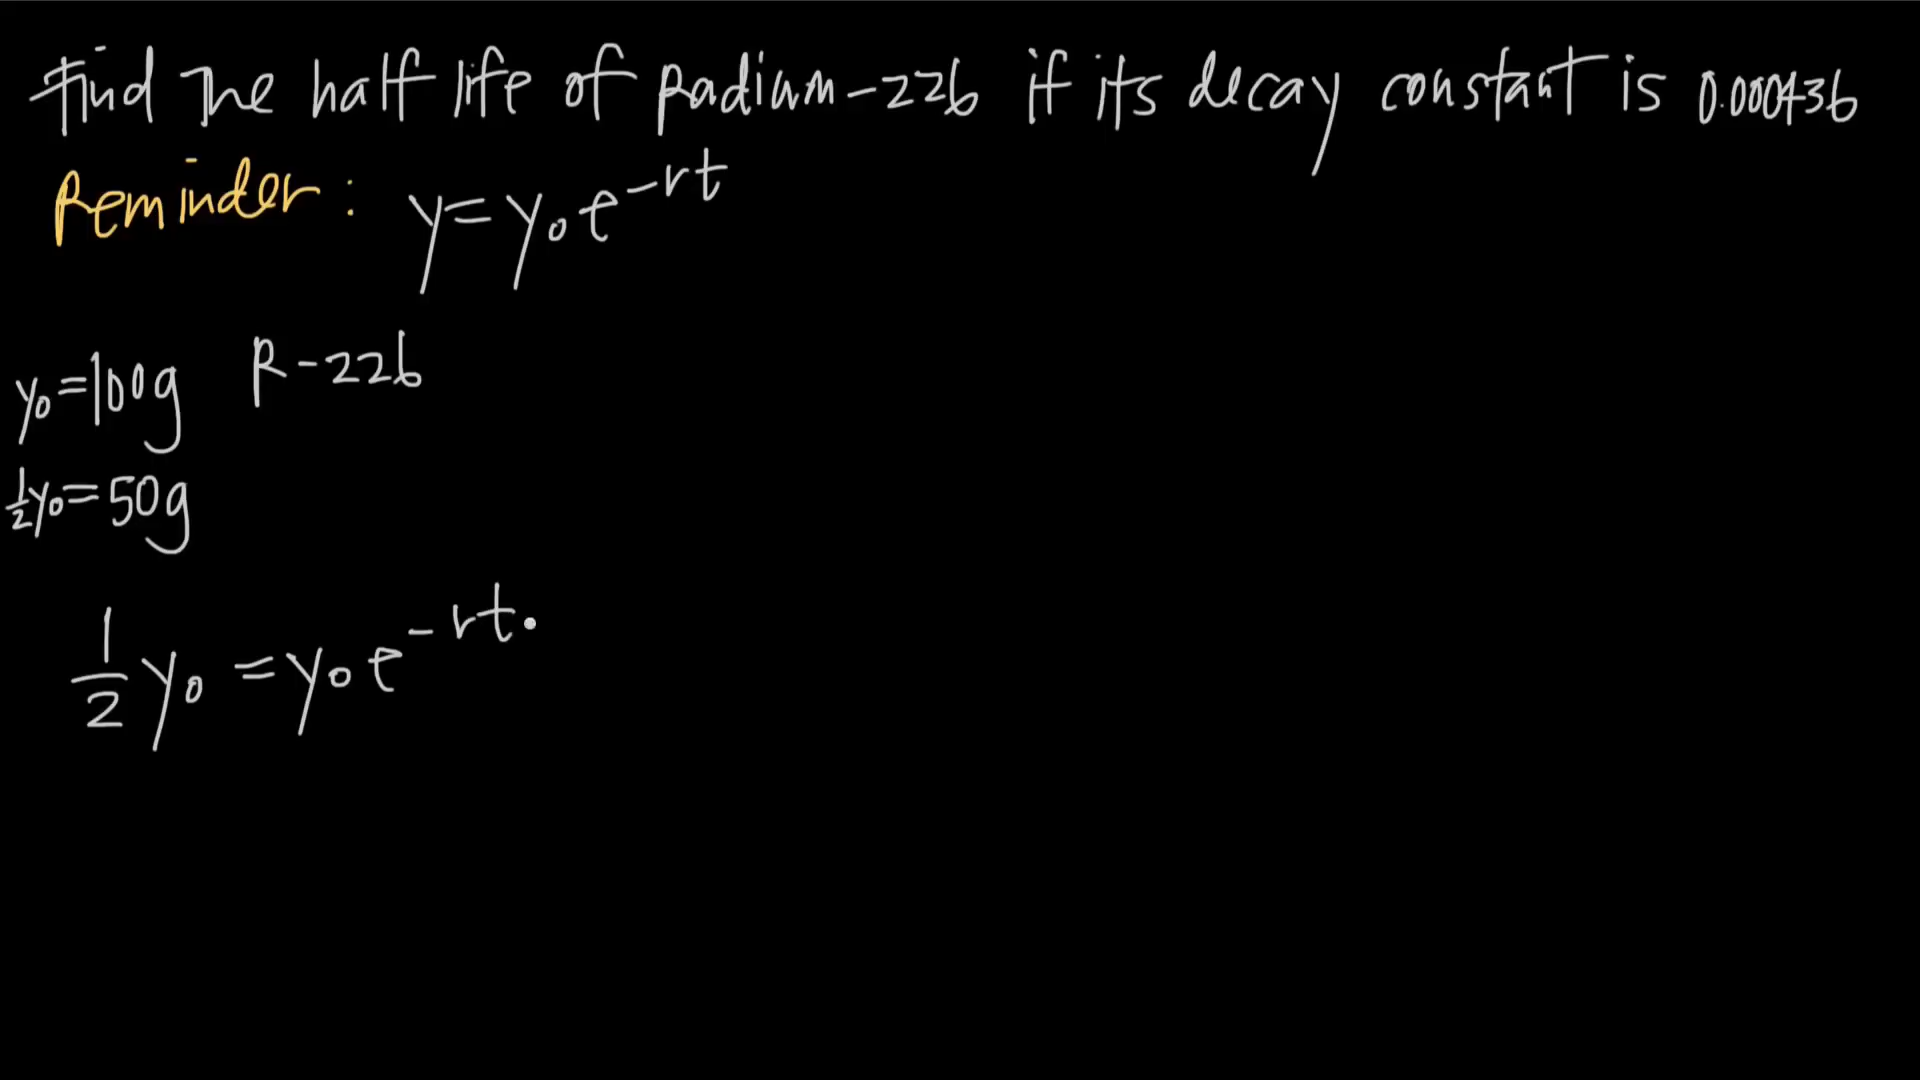 Find The half life of Radium-226 if its decay constant is 0.000436
Reminder: y = y₀e^(-rt)
y₀ = 100g R-226
½y₀ = 50g
½y₀ = y₀e^(-rt)